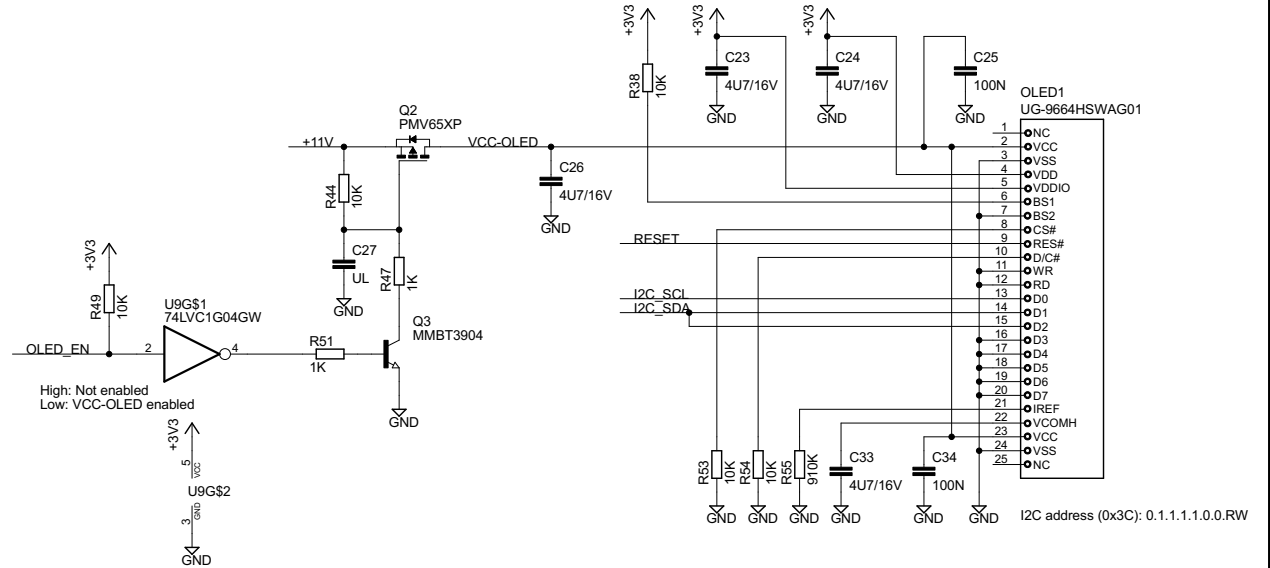 +3V3
+3V3
+3V3
R38
10K
C23
4U7/16V
GND
C24
4U7/16V
GND
C25
100N
GND
OLED1
UG-9664HSWAG01
Q2
PMV65XP
+11V
VCC-OLED
R44
10K
C26
4U7/16V
GND
C27
UL
GND
R47
1K
+3V3
R49
10K
U9G$1
74LVC1G04GW
OLED_EN
2
4
R51
1K
Q3
MMBT3904
GND
High: Not enabled
Low: VCC-OLED enabled
+3V3
5
VCC
U9G$2
3
GND
GND
RESET
I2C_SCL
I2C_SDA
1 NC
2 VCC
3 VSS
4 VDD
5 VDDIO
6 BS1
7 BS2
8 CS#
9 RES#
10 D/C#
11 WR
12 RD
13 D0
14 D1
15 D2
16 D3
17 D4
18 D5
19 D6
20 D7
21 IREF
22 VCOMH
23 VCC
24 VSS
25 NC
R53
10K
R54
10K
R55
910K
C33
4U7/16V
C34
100N
GND
GND
GND
GND
GND
GND
I2C address (0x3C): 0.1.1.1.1.0.0.RW